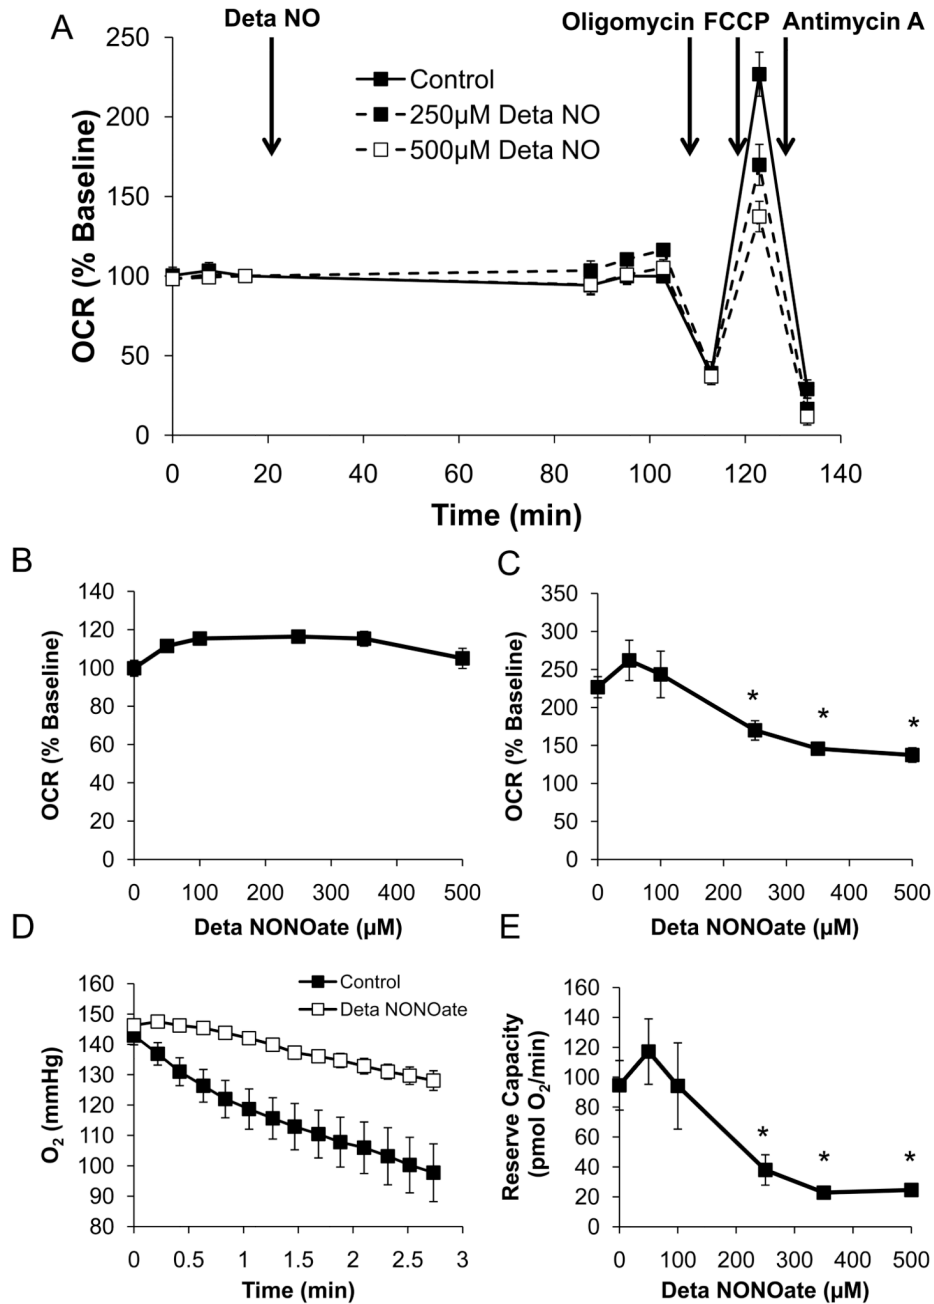 A
Deta NO
Oligomycin FCCP Antimycin A
Control
250µM Deta NO
500µM Deta NO
OCR (% Baseline)
250
200
150
100
50
0
0 20 40 60 80 100 120 140
Time (min)
B
OCR (% Baseline)
140
120
100
80
60
40
20
0
0 100 200 300 400 500
Deta NONOate (µM)
C
OCR (% Baseline)
350
300
250
200
150
100
50
0
* * *
0 100 200 300 400 500
Deta NONOate (µM)
D
Control
Deta NONOate
O₂ (mmHg)
160
150
140
130
120
110
100
90
80
0 0.5 1 1.5 2 2.5 3
Time (min)
E
Reserve Capacity
(pmol O₂/min)
160
140
120
100
80
60
40
20
0
* * *
0 100 200 300 400 500
Deta NONOate (µM)